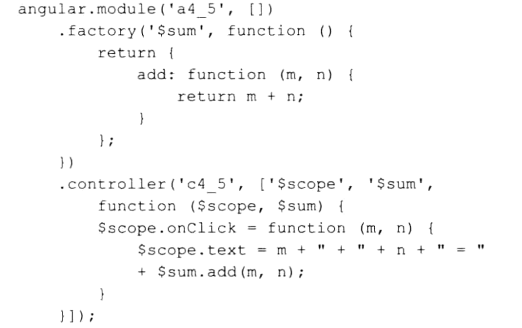 angular.module('a4_5', [])
    .factory('$sum', function () {
        return {
            add: function (m, n) {
                return m + n;
            }
        };
    })
    .controller('c4_5', ['$scope', '$sum',
        function ($scope, $sum) {
        $scope.onClick = function (m, n) {
            $scope.text = m + " + " + n + " = "
            + $sum.add(m, n);
        }
    }]);